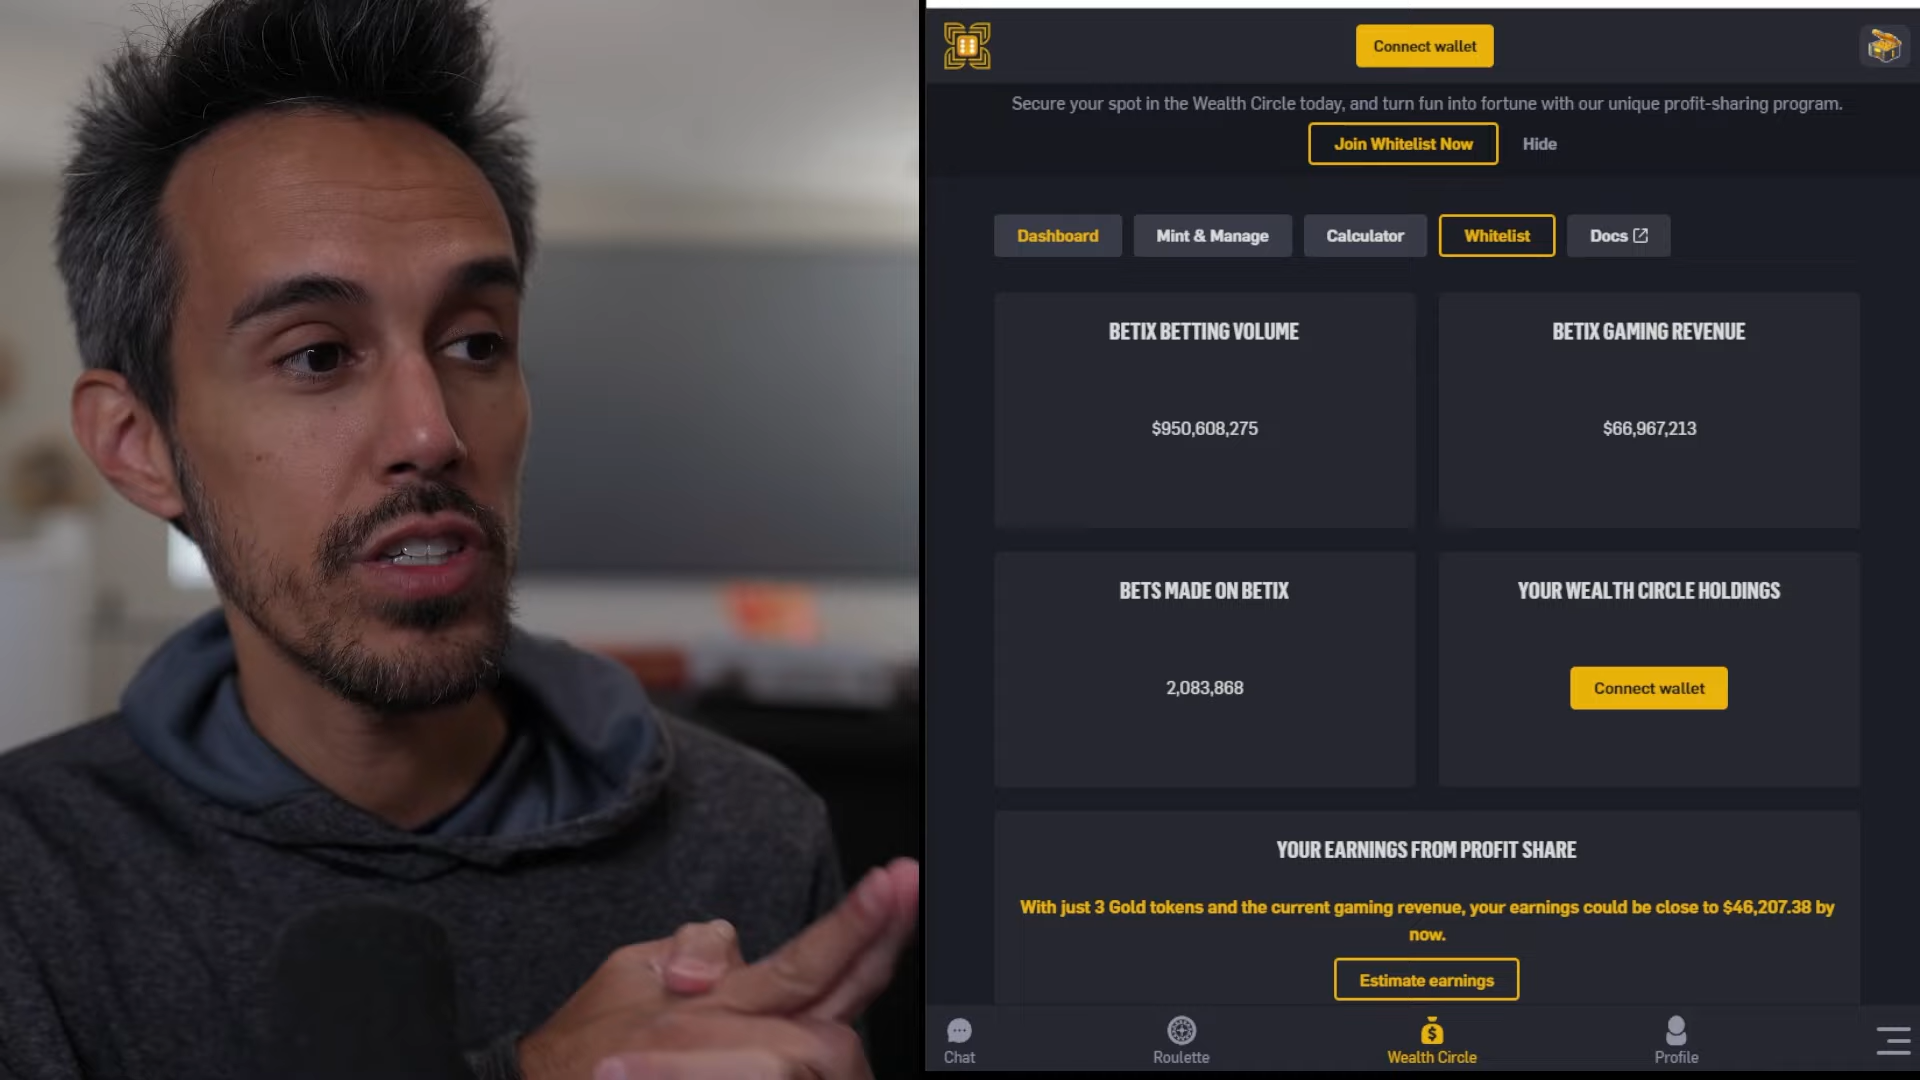 Connect wallet
Secure your spot in the Wealth Circle today, and turn fun into fortune with our unique profit-sharing program.
Join Whitelist Now
Hide
Dashboard
Mint & Manage
Calculator
Whitelist
Docs
BETIX BETTING VOLUME
BETIX GAMING REVENUE
$950,608,275
$66,967,213
BETS MADE ON BETIX
YOUR WEALTH CIRCLE HOLDINGS
2,083,868
Connect wallet
YOUR EARNINGS FROM PROFIT SHARE
With just 3 Gold tokens and the current gaming revenue, your earnings could be close to $46,207.38 by
now.
Estimate earnings
Chat
Roulette
Wealth Circle
Profile